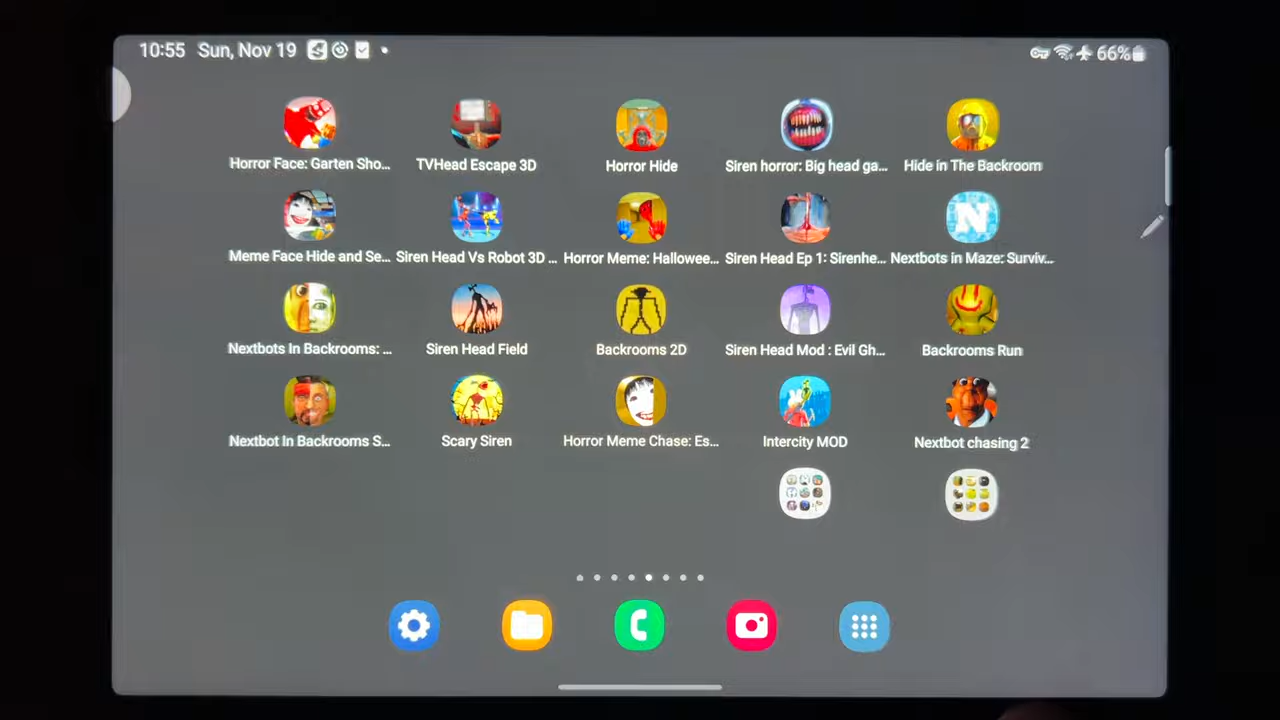 10:55 Sun, Nov 19 66%
Horror Face: Garten Sho... TVHead Escape 3D Horror Hide Siren horror: Big head ga... Hide in The Backroom
Meme Face Hide and Se... Siren Head Vs Robot 3D ... Horror Meme: Hallowee... Siren Head Ep 1: Sirenhe... Nextbots in Maze: Surviv...
Nextbots In Backrooms: ... Siren Head Field Backrooms 2D Siren Head Mod : Evil Gh... Backrooms Run
Nextbot In Backrooms S... Scary Siren Horror Meme Chase: Es... Intercity MOD Nextbot chasing 2